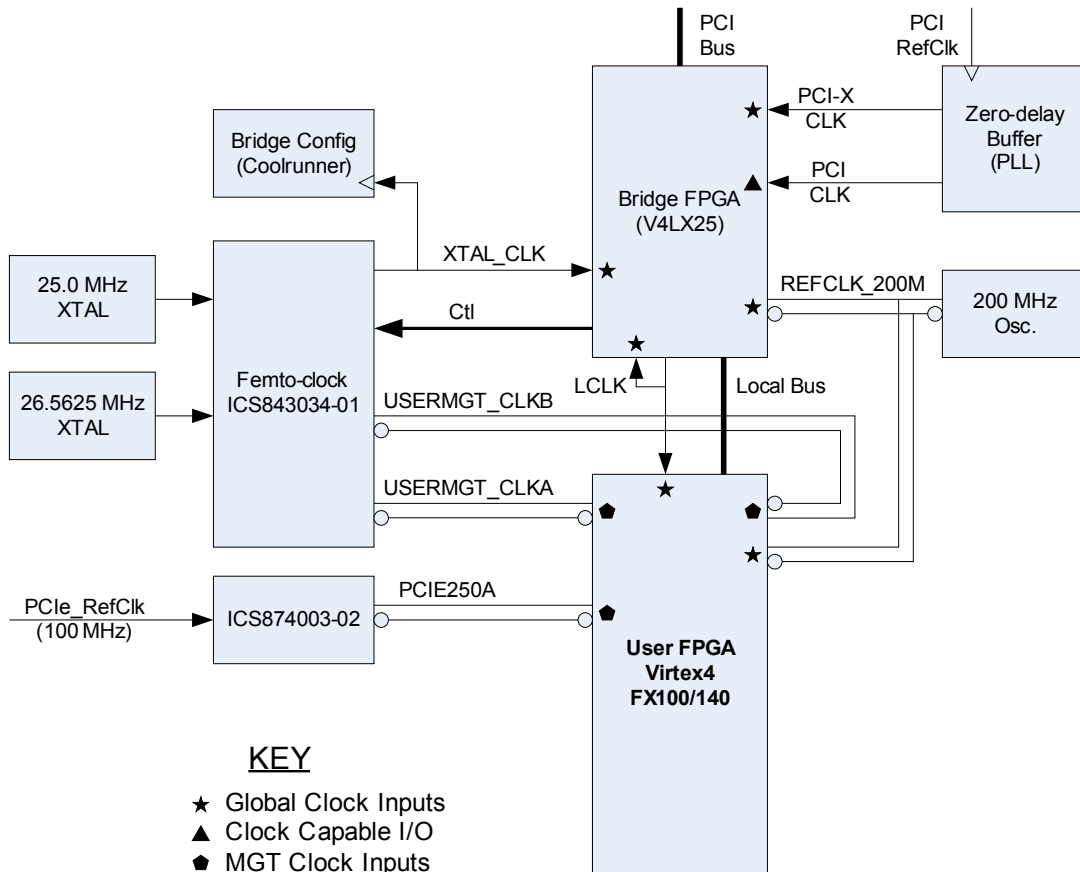 PCI
Bus
PCI
RefClk
PCI-X
CLK
Zero-delay
Buffer
(PLL)
Bridge Config
(Coolrunner)
PCI
CLK
Bridge FPGA
(V4LX25)
XTAL_CLK
25.0 MHz
XTAL
REFCLK_200M
200 MHz
Osc.
Ctl
Femto-clock
ICS843034-01
LCLK
Local Bus
26.5625 MHz
XTAL
USERMGT_CLKB
USERMGT_CLKA
PCIe_RefClk
(100 MHz)
ICS874003-02
PCIE250A
User FPGA
Virtex4
FX100/140
KEY
Global Clock Inputs
Clock Capable I/O
MGT Clock Inputs